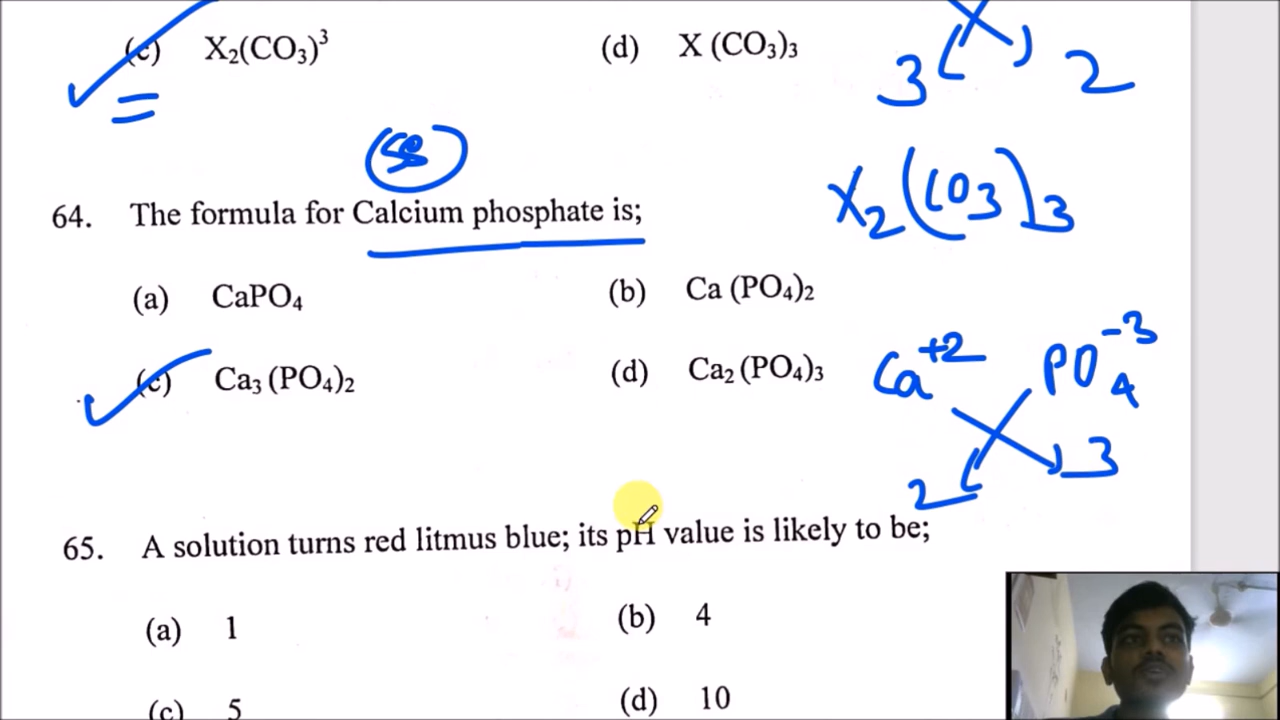 (c) X₂(CO₃)³ (d) X (CO₃)₃
3 2
X₂(CO₃)₃
64. The formula for Calcium phosphate is;
(a) CaPO₄ (b) Ca (PO₄)₂
(c) Ca₃ (PO₄)₂ (d) Ca₂ (PO₄)₃
Ca⁺² PO₄⁻³
2 3
65. A solution turns red litmus blue; its pH value is likely to be;
(a) 1 (b) 4
(c) 5 (d) 10